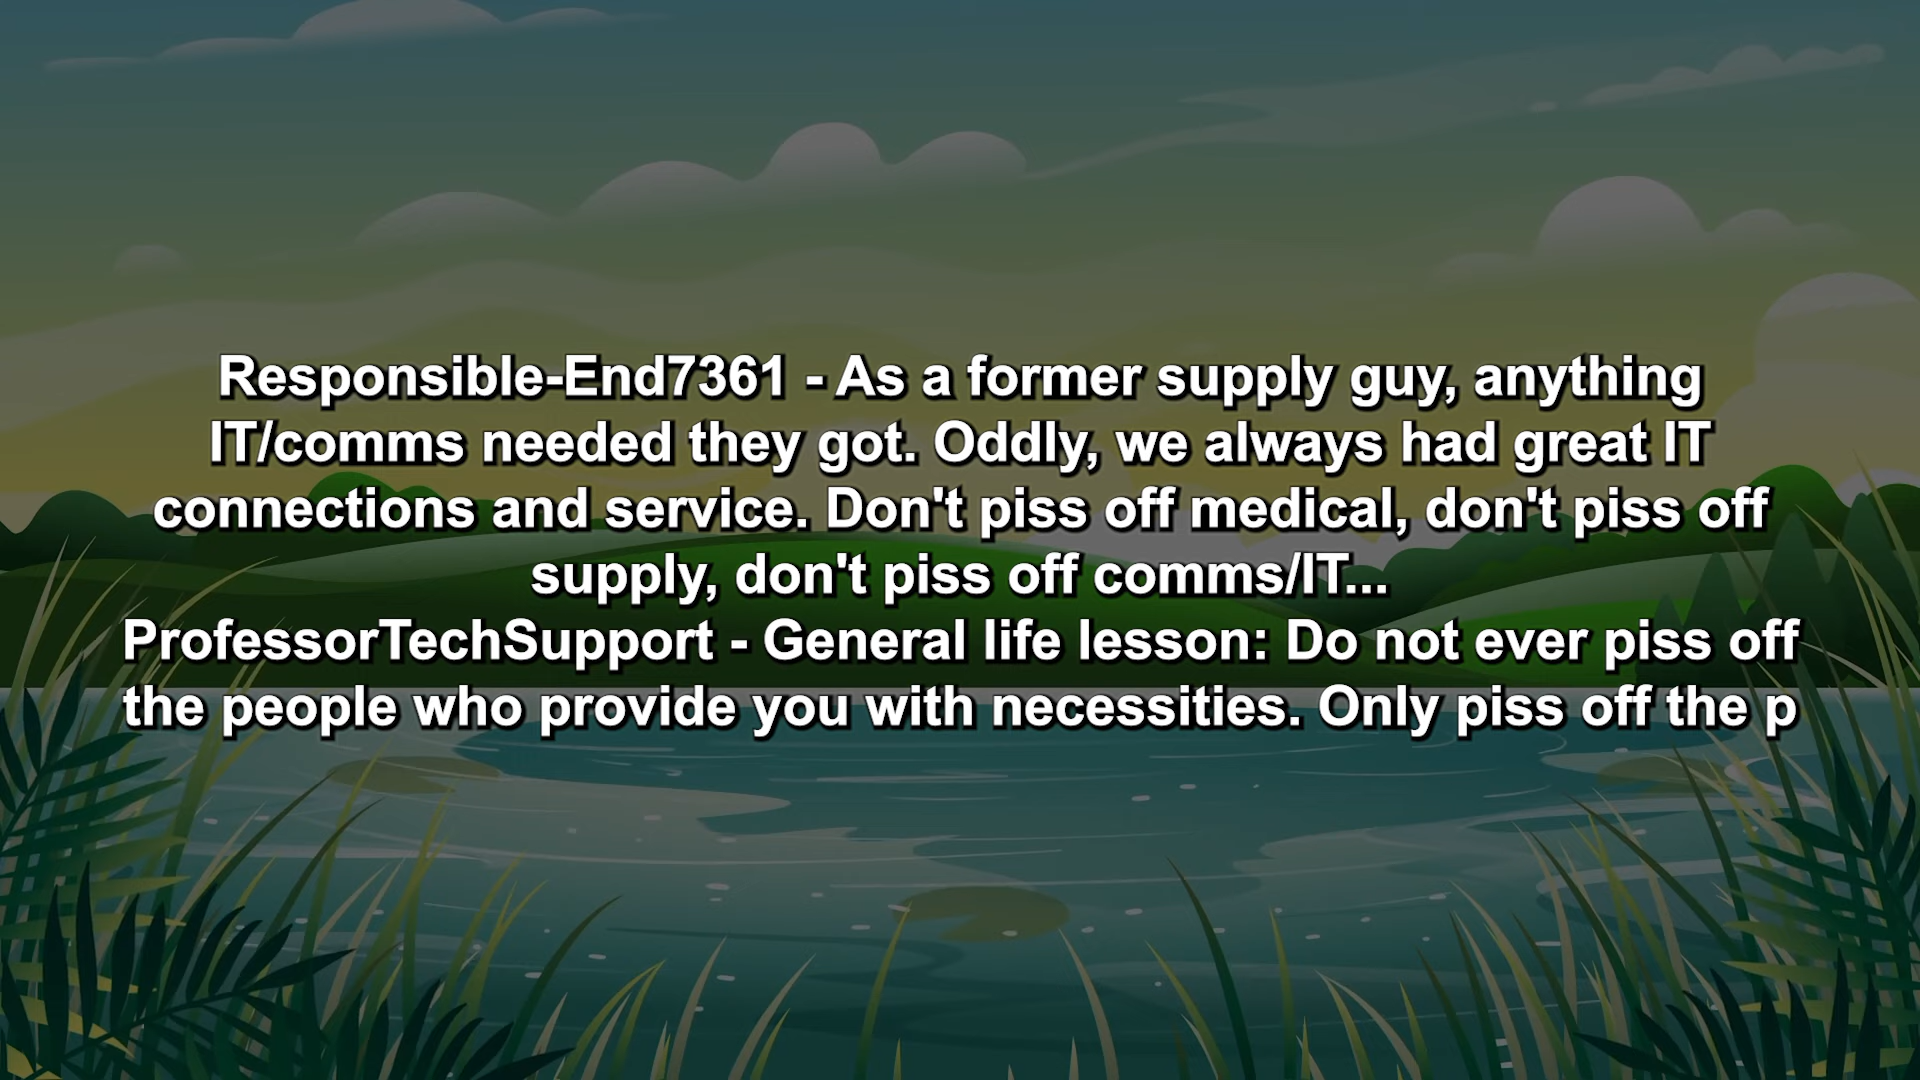 Responsible-End7361 - As a former supply guy, anything
IT/comms needed they got. Oddly, we always had great IT
connections and service. Don't piss off medical, don't piss off
supply, don't piss off comms/IT...
ProfessorTechSupport - General life lesson: Do not ever piss off
the people who provide you with necessities. Only piss off the p